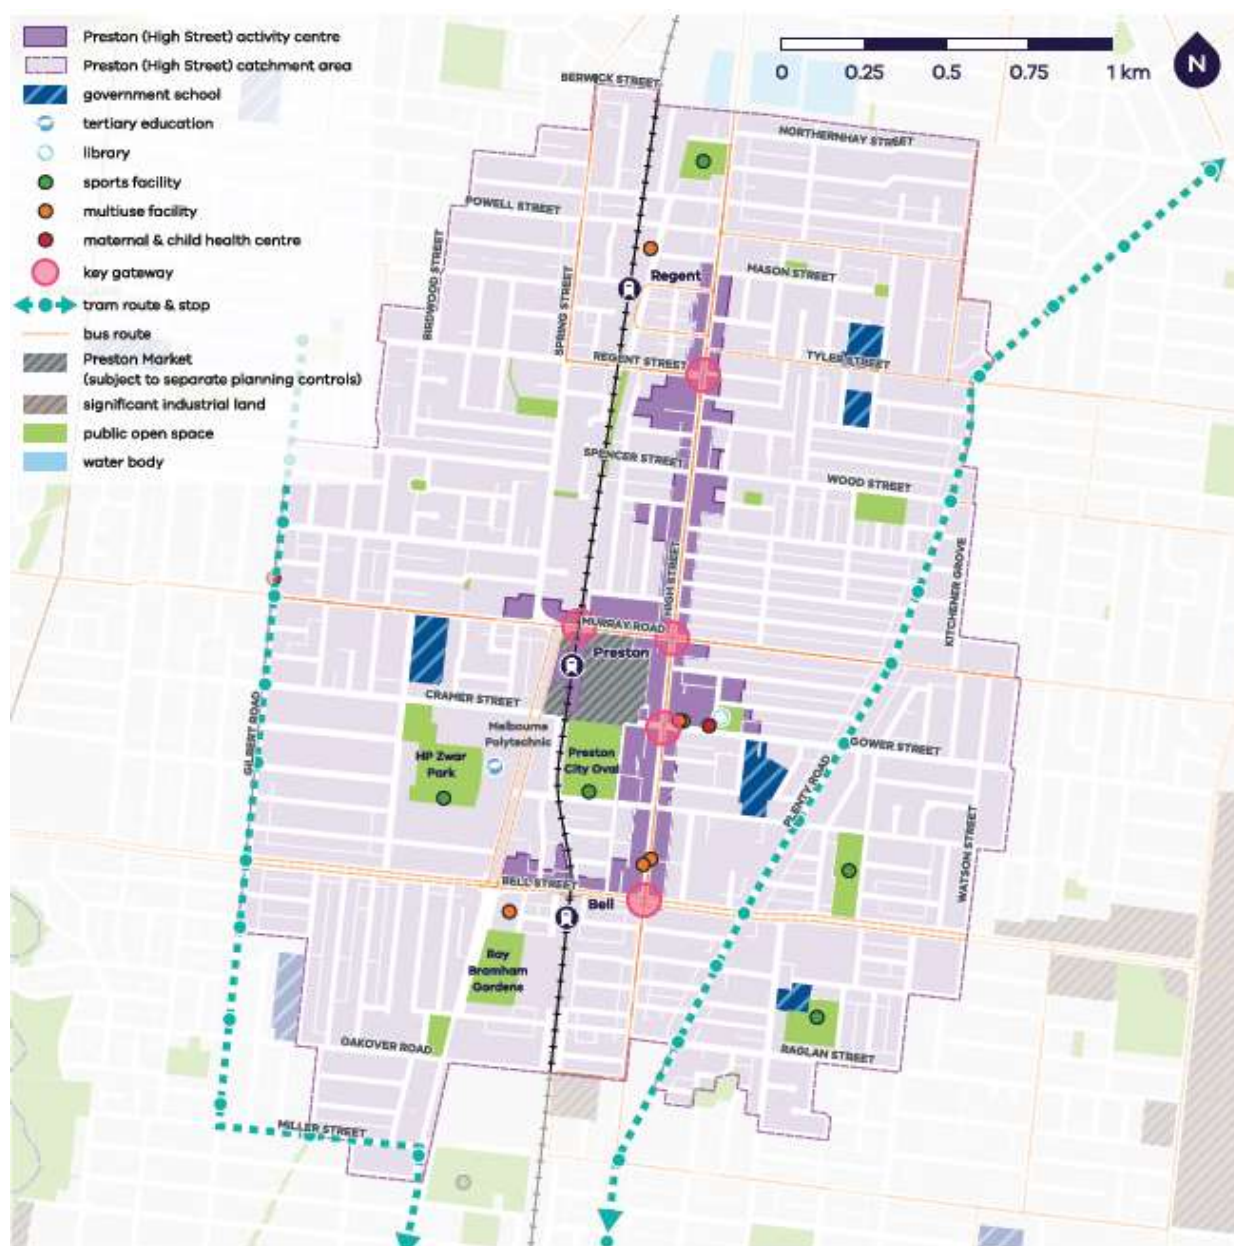 Preston (High Street) activity centre
Preston (High Street) catchment area
government school
tertiary education
library
sports facility
multiuse facility
maternal & child health centre
key gateway
tram route & stop
bus route
Preston Market
(subject to separate planning controls)
significant industrial land
public open space
water body
0 0.25 0.5 0.75 1 km
N
BERWICK STREET
NORTHERNHAY STREET
POWELL STREET
BIRDWOOD STREET
SPRING STREET
Regent
MASON STREET
REGENT STREET
TYLER STREET
SPENCER STREET
WOOD STREET
HIGH STREET
KITCHENER GROVE
MURRAY ROAD
Preston
CRAMER STREET
GILBERT ROAD
Melbourne
Polytechnic
HP Zwar
Park
Preston
City Oval
GOWER STREET
PLENTY ROAD
WATSON STREET
BELL STREET
Bell
Ray
Bramham
Gardens
OAKOVER ROAD
RAGLAN STREET
MILLER STREET